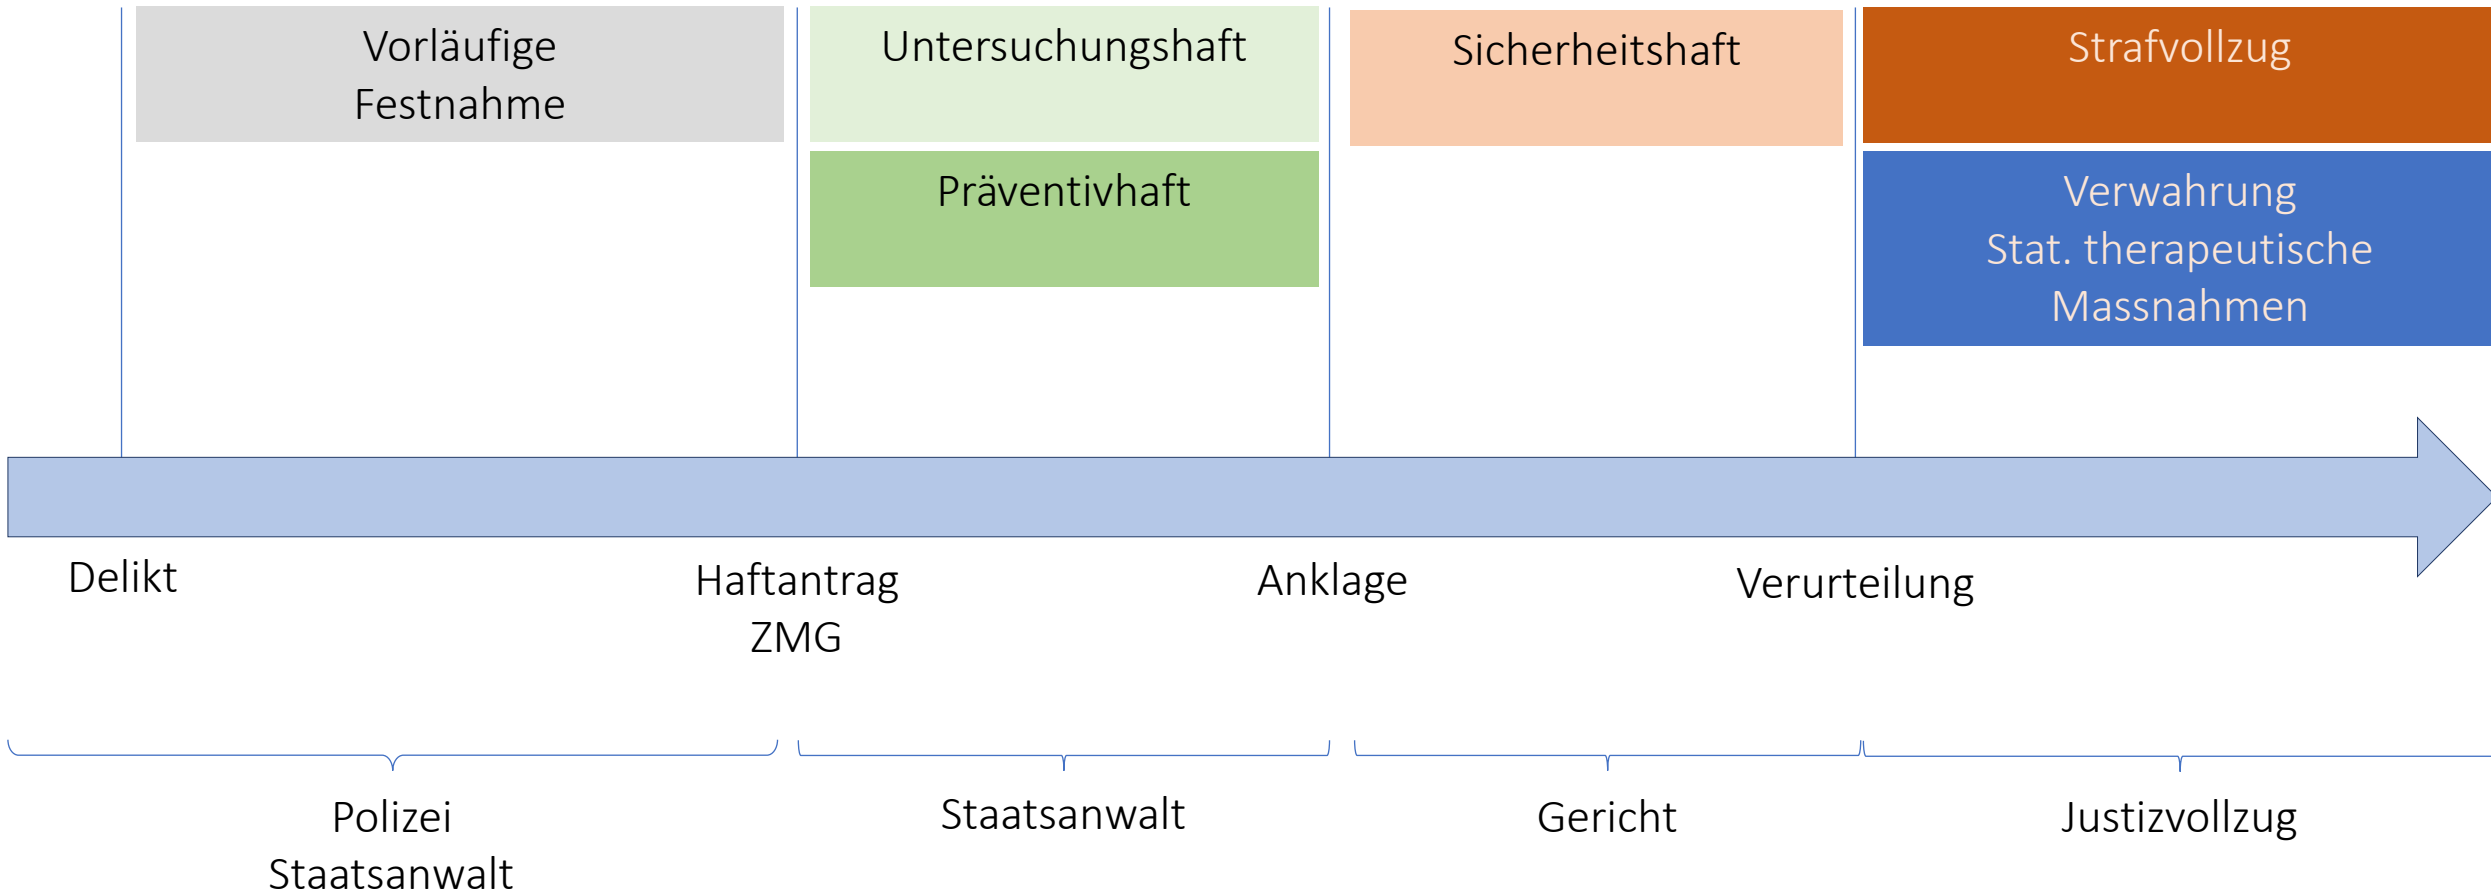 Vorläufige
Festnahme
Untersuchungshaft
Präventivhaft
Sicherheitshaft
Strafvollzug
Verwahrung
Stat. therapeutische
Massnahmen
Delikt
Haftantrag
ZMG
Anklage
Verurteilung
Polizei
Staatsanwalt
Staatsanwalt
Gericht
Justizvollzug